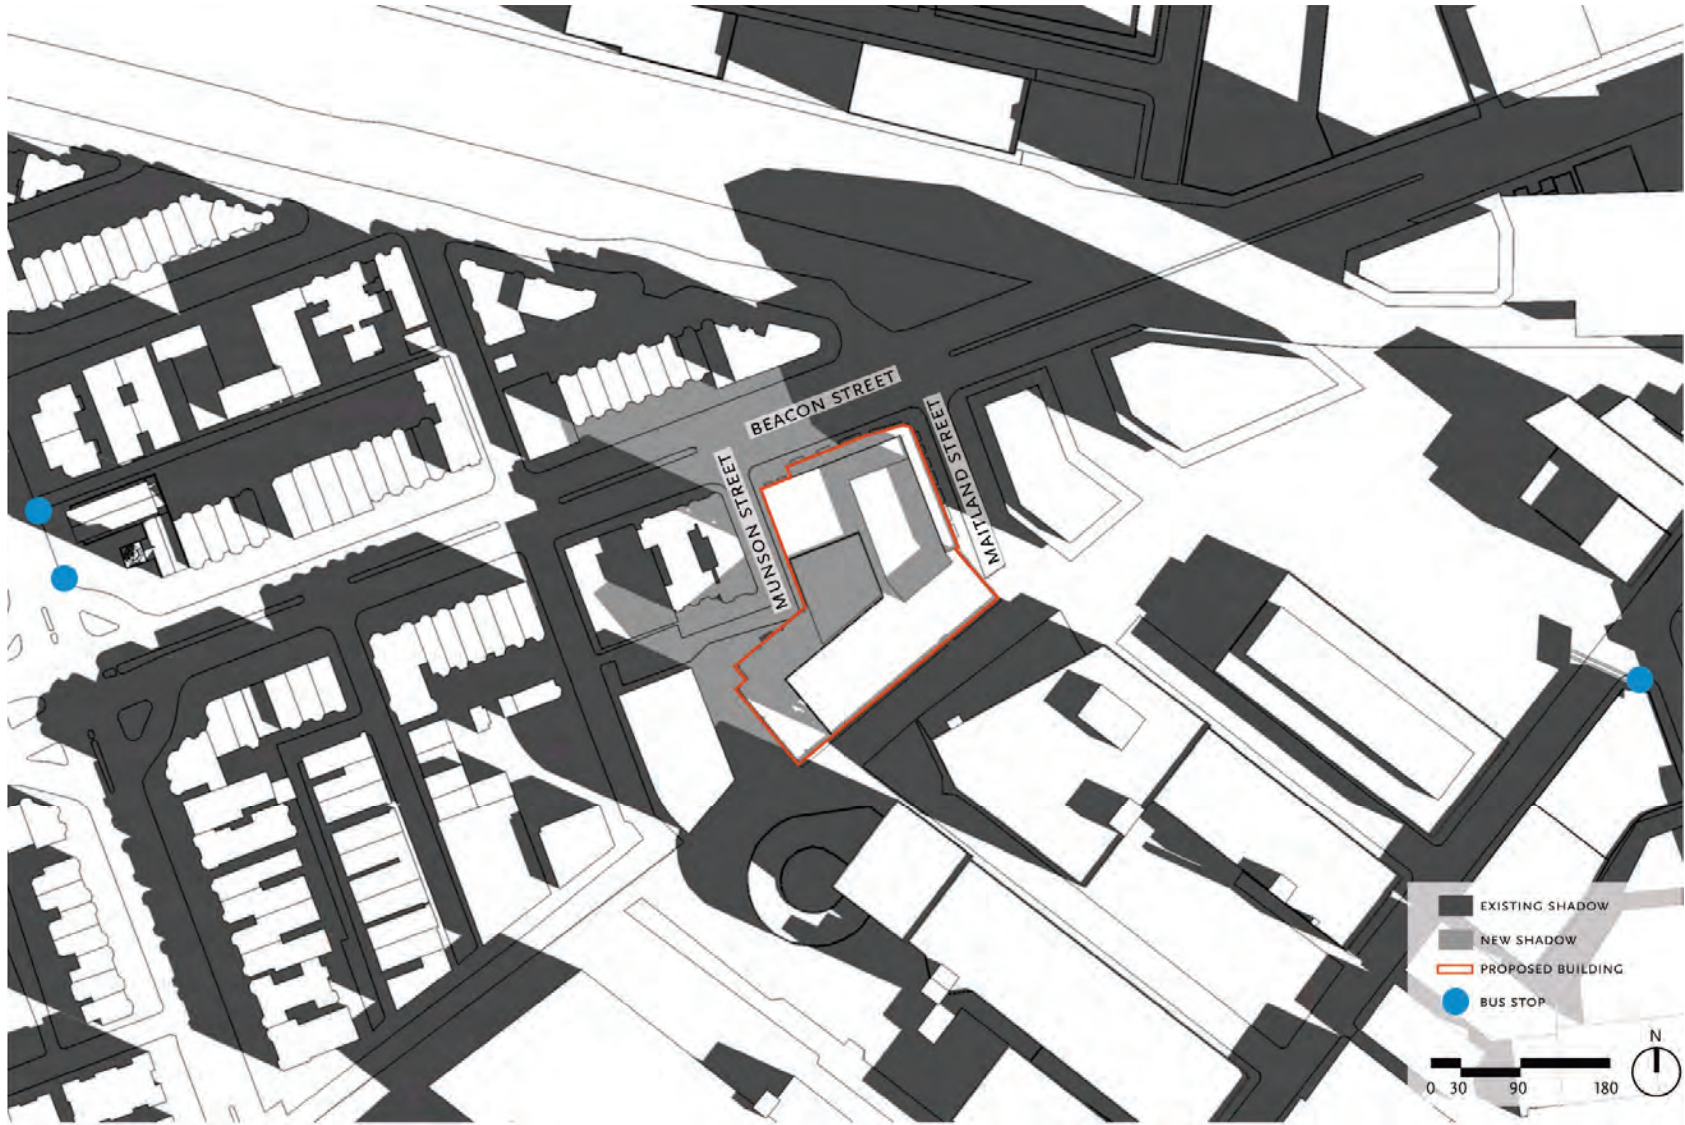 BEACON STREET
MUNSON STREET
MAITLAND STREET
EXISTING SHADOW
NEW SHADOW
PROPOSED BUILDING
BUS STOP
N
0 30 90 180